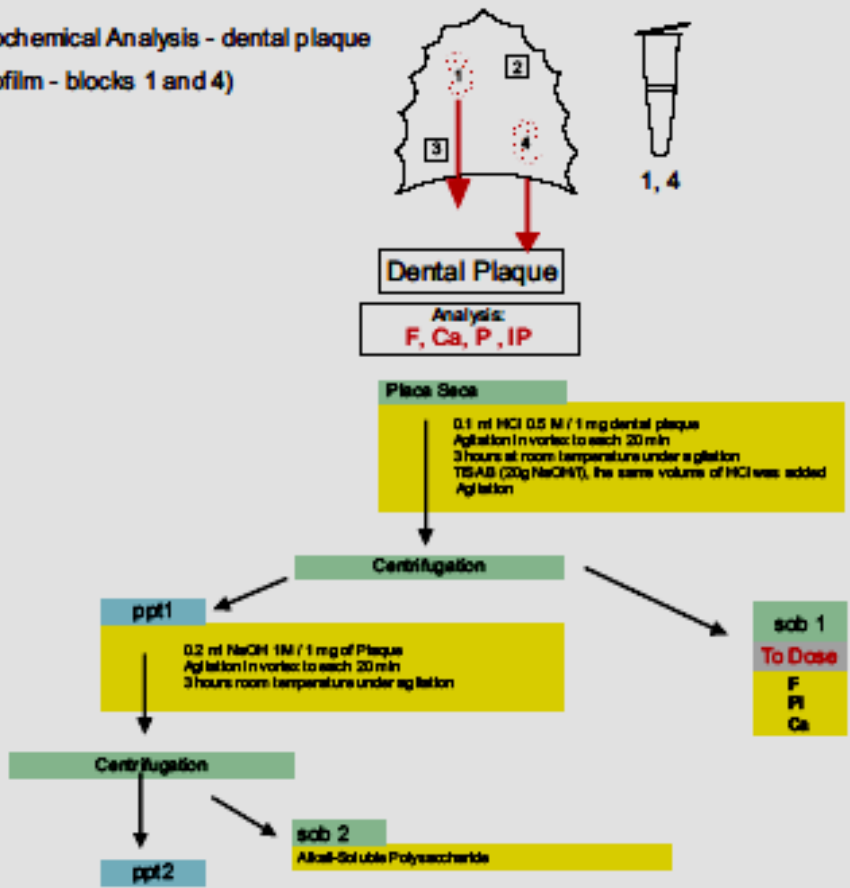 ochemical Analysis - dental plaque
ofilm - blocks 1 and 4)
1
2
3
4
1, 4
Dental Plaque
Analysis:
F, Ca, P , IP
Placa Seca
0.1 ml HCl 0.5 M / 1 mg dental plaque
Agitation in vortex to each 20 min
3 hours at room temperature under agitation
TISAB (20g NaOH/l), the same volume of HCl was added
Agitation
Centrifugation
ppt1
sob 1
To Dose
F
Pi
Ca
0.2 ml NaOH 1M / 1 mg of Plaque
Agitation in vortex to each 20 min
3 hours room temperature under agitation
Centrifugation
sob 2
Alkali-Soluble Polysaccharide
ppt2